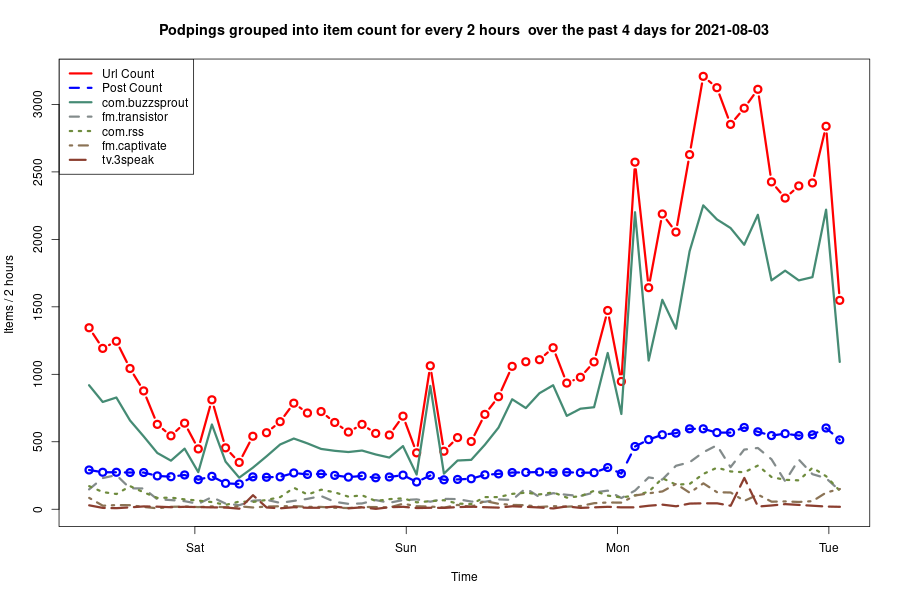 Podpings grouped into item count for every 2 hours  over the past 4 days for 2021-08-03
Url Count
Post Count
com.buzzsprout
fm.transistor
com.rss
fm.captivate
tv.3speak
Items / 2 hours
3000
2500
2000
1500
1000
500
0
Sat
Sun
Mon
Tue
Time